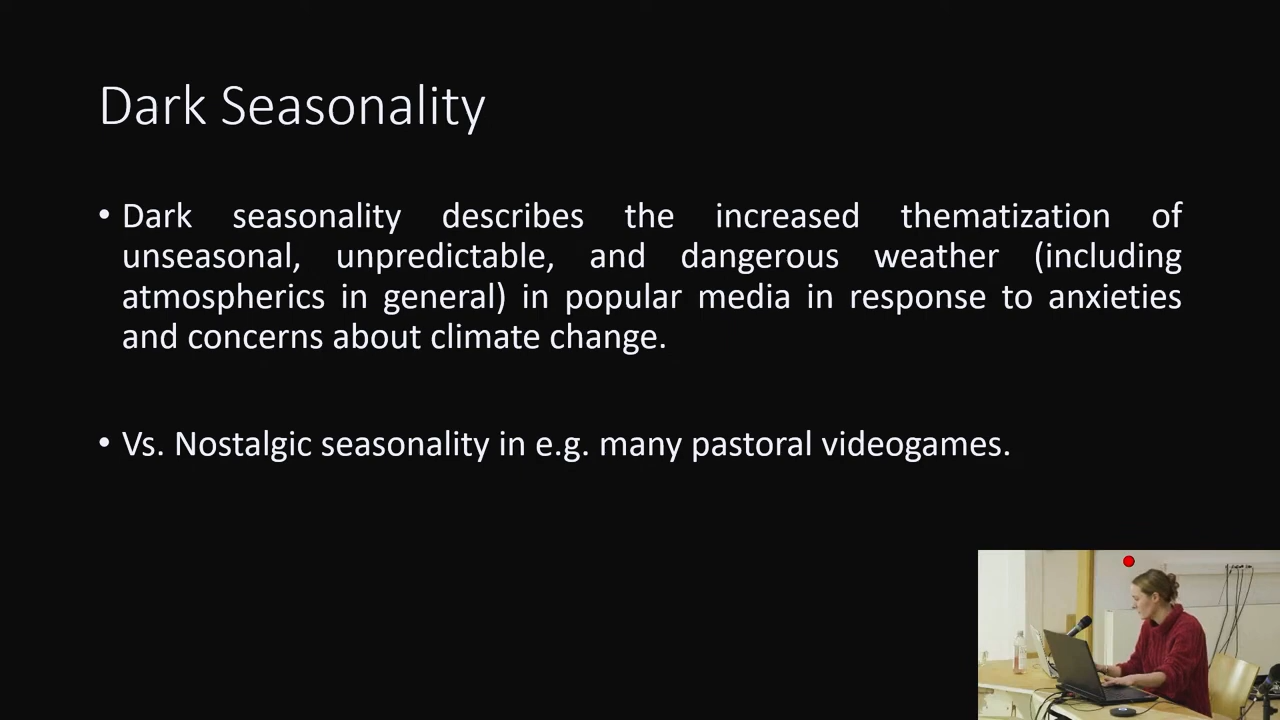 Dark Seasonality
• Dark seasonality describes the increased thematization of
unseasonal, unpredictable, and dangerous weather (including
atmospherics in general) in popular media in response to anxieties
and concerns about climate change.
• Vs. Nostalgic seasonality in e.g. many pastoral videogames.